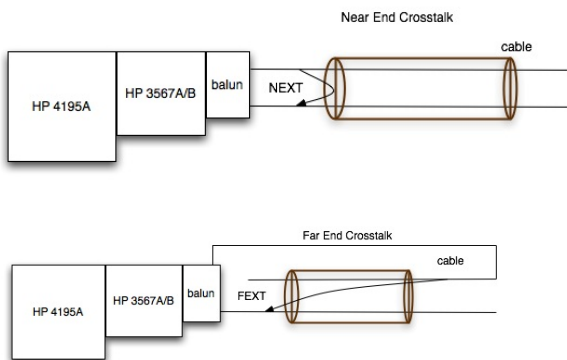 Near End Crosstalk
cable
HP 4195A
HP 3567A/B
balun
NEXT
Far End Crosstalk
cable
HP 4195A
HP 3567A/B
balun
FEXT